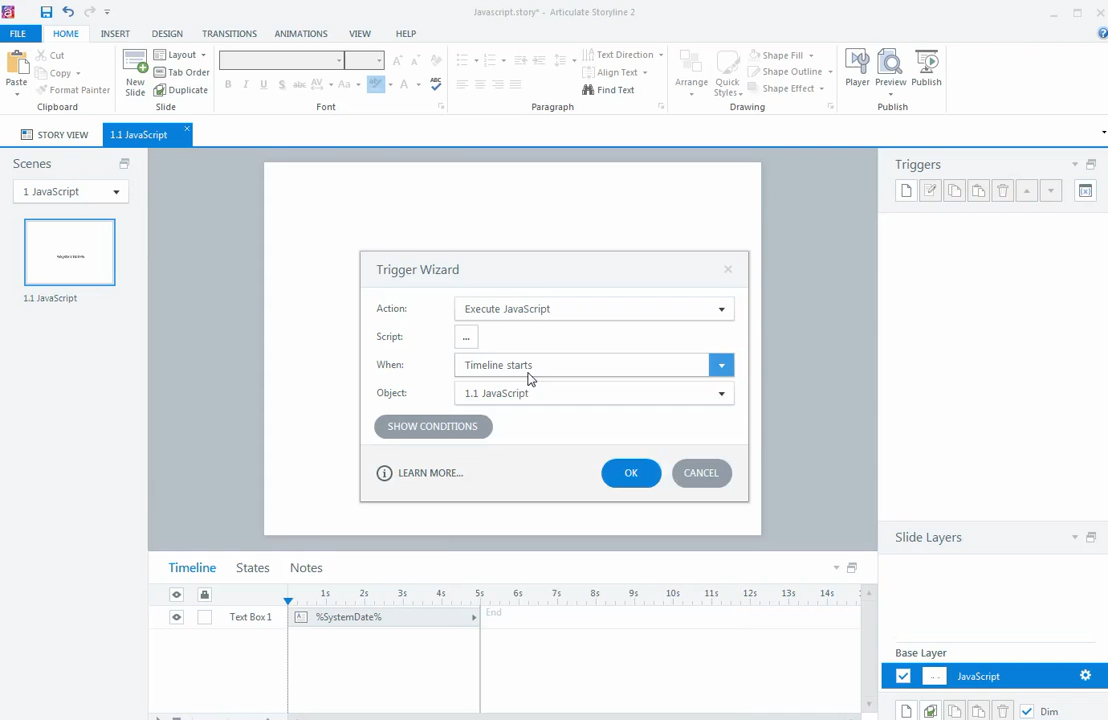 Javascript.story* - Articulate Storyline 2
FILE HOME INSERT DESIGN TRANSITIONS ANIMATIONS VIEW HELP
Paste
Cut
Copy
Format Painter
Clipboard
New Slide
Layout
Tab Order
Duplicate
Slide
B I U S abc AV Aa A ABC
Font
Text Direction
Align Text
Find Text
Paragraph
Arrange
Quick Styles
Shape Fill
Shape Outline
Shape Effect
Drawing
Player
Preview
Publish
Publish
STORY VIEW
1.1 JavaScript
Scenes
1 JavaScript
1.1 JavaScript
Trigger Wizard
Action: Execute JavaScript
Script: ...
When: Timeline starts
Object: 1.1 JavaScript
SHOW CONDITIONS
LEARN MORE...
OK
CANCEL
Triggers
Slide Layers
Base Layer
JavaScript
Dim
Timeline States Notes
1s 2s 3s 4s 5s 6s 7s 8s 9s 10s 11s 12s 13s 14s
Text Box 1
%SystemDate%
End